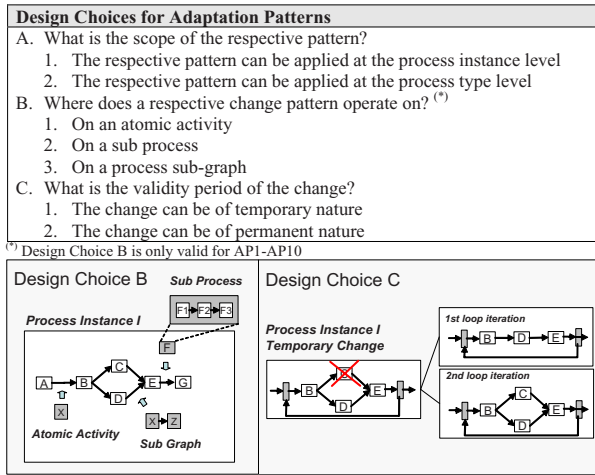 Design Choices for Adaptation Patterns
A. What is the scope of the respective pattern?
1. The respective pattern can be applied at the process instance level
2. The respective pattern can be applied at the process type level
B. Where does a respective change pattern operate on? (*)
1. On an atomic activity
2. On a sub process
3. On a process sub-graph
C. What is the validity period of the change?
1. The change can be of temporary nature
2. The change can be of permanent nature
(*) Design Choice B is only valid for AP1-AP10
Design Choice B
Sub Process
F1 F2 F3
Process Instance I
F
C
A B E G
D
X
X Z
Atomic Activity
Sub Graph
Design Choice C
Process Instance I
Temporary Change
B E
D
1st loop iteration
B D E
2nd loop iteration
C
B E
D